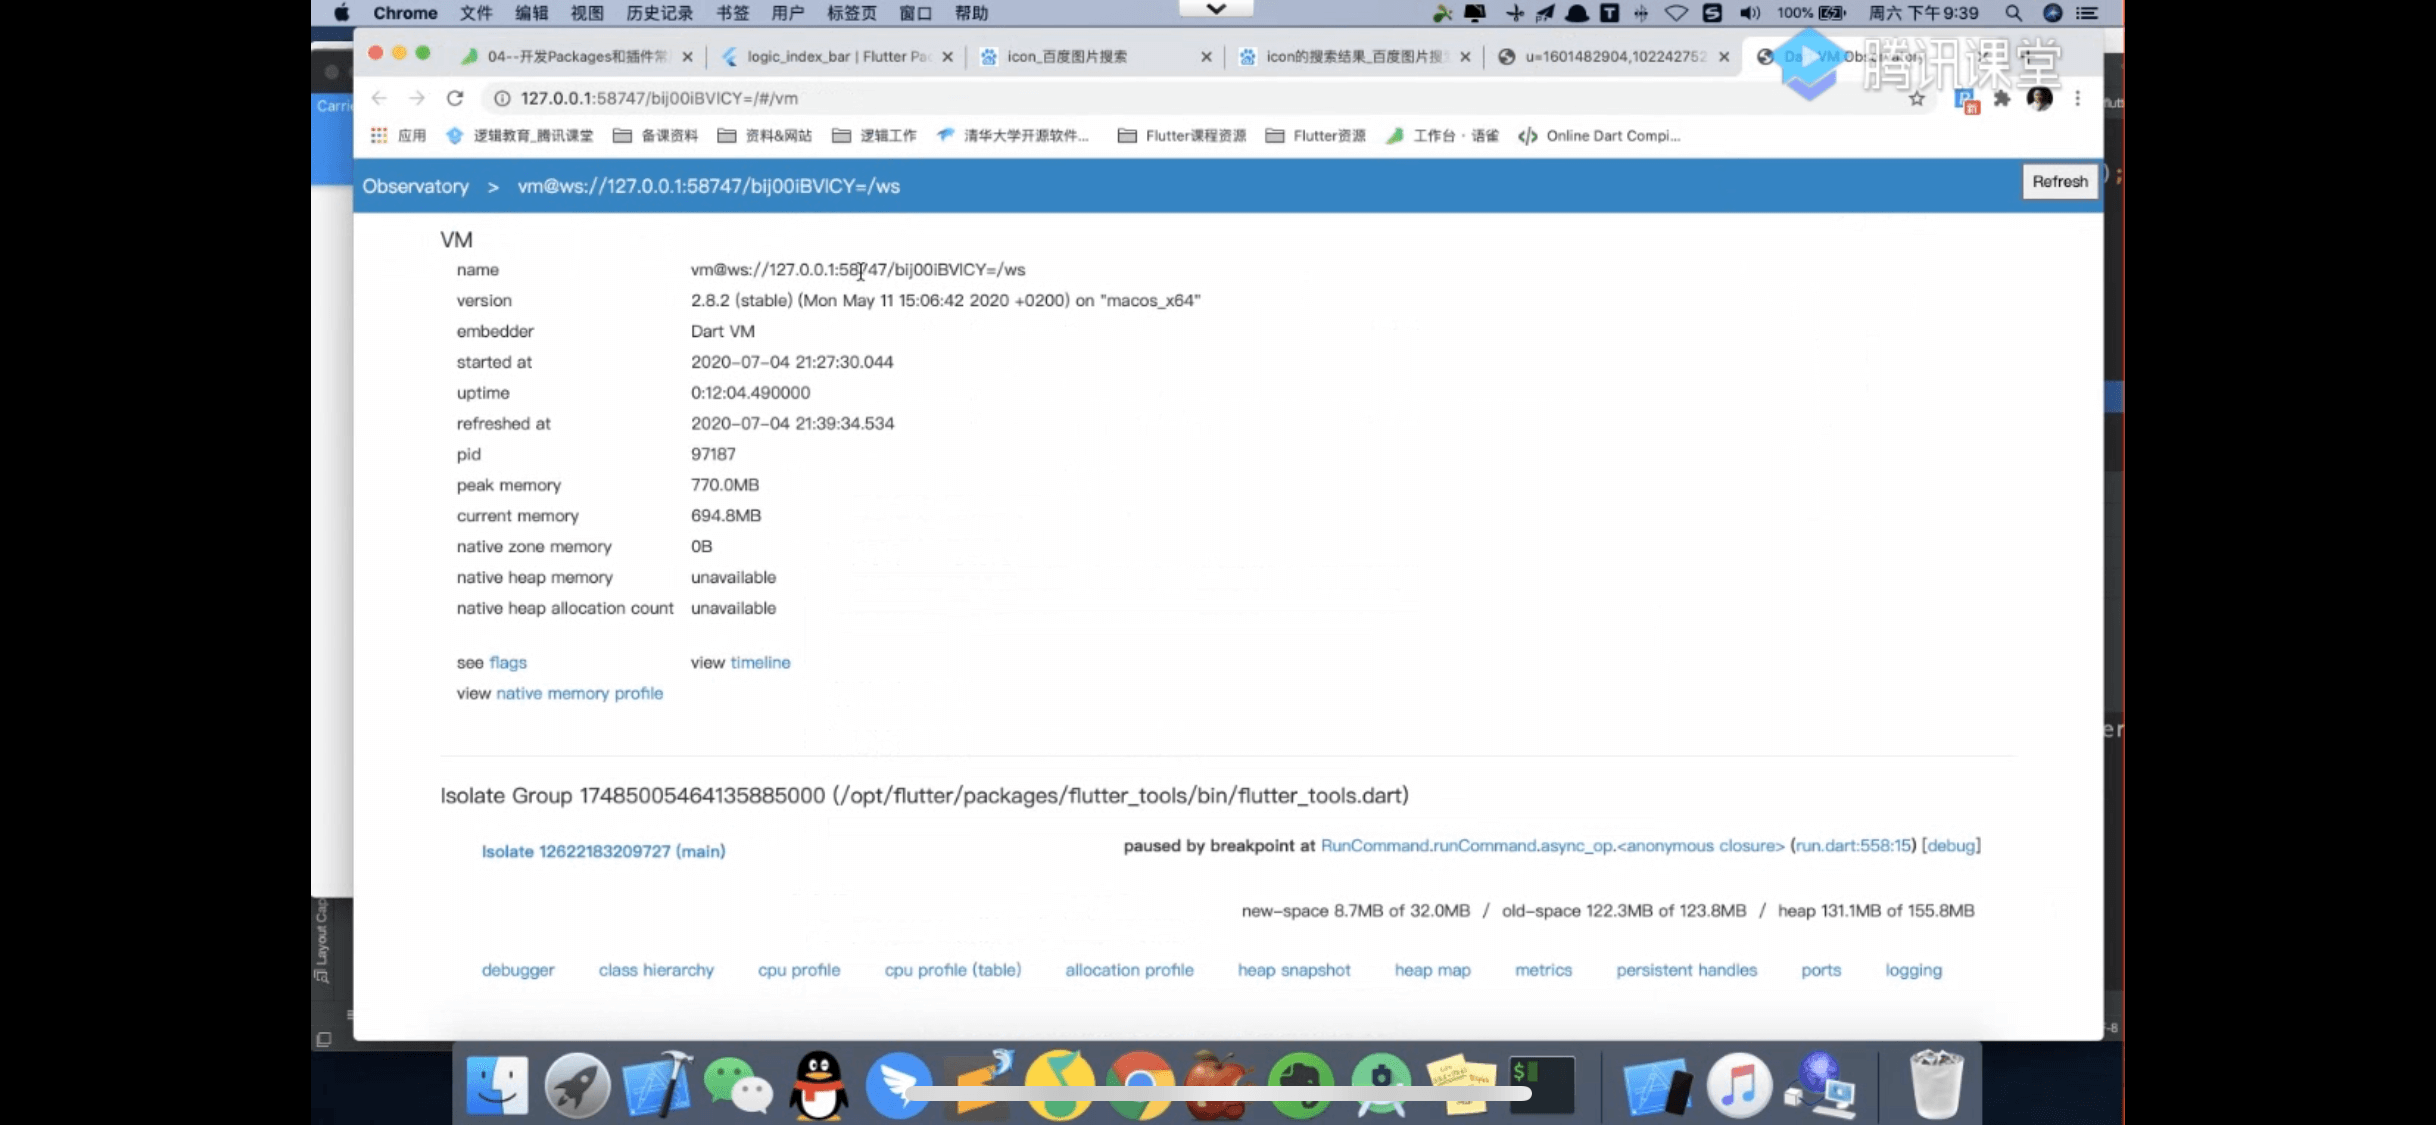 Chrome 文件 编辑 视图 历史记录 书签 用户 标签页 窗口 帮助 100% 周六 下午9:39
04--开发Packages和插件常 logic_index_bar | Flutter Pac icon_百度图片搜索 icon的搜索结果_百度图片搜 u=1601482904,102242752
腾讯课堂
127.0.0.1:58747/bij00iBVlCY=/#/vm
应用 逻辑教育_腾讯课堂 备课资料 资料&网站 逻辑工作 清华大学开源软件... Flutter课程资源 Flutter资源 工作台 · 语雀 Online Dart Compi...
Carrie
Observatory > vm@ws://127.0.0.1:58747/bij00iBVlCY=/ws Refresh
VM
name vm@ws://127.0.0.1:58747/bij00iBVlCY=/ws
version 2.8.2 (stable) (Mon May 11 15:06:42 2020 +0200) on "macos_x64"
embedder Dart VM
started at 2020-07-04 21:27:30.044
uptime 0:12:04.490000
refreshed at 2020-07-04 21:39:34.534
pid 97187
peak memory 770.0MB
current memory 694.8MB
native zone memory 0B
native heap memory unavailable
native heap allocation count unavailable
see flags view timeline
view native memory profile
Isolate Group 17485005464135885000 (/opt/flutter/packages/flutter_tools/bin/flutter_tools.dart)
Isolate 12622183209727 (main) paused by breakpoint at RunCommand.runCommand.async_op.<anonymous closure> (run.dart:558:15) [debug]
new-space 8.7MB of 32.0MB / old-space 122.3MB of 123.8MB / heap 131.1MB of 155.8MB
debugger class hierarchy cpu profile cpu profile (table) allocation profile heap snapshot heap map metrics persistent handles ports logging
Layout Cap